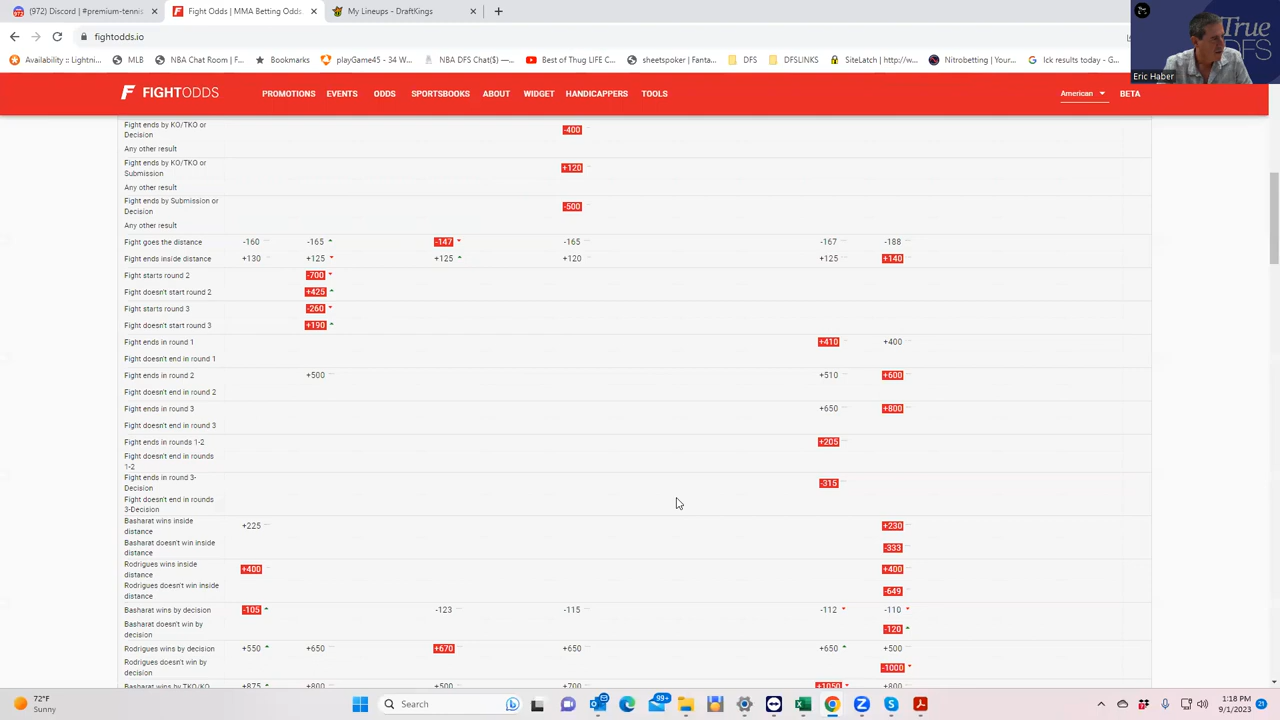 (972) Discord | #premium-tennis
Fight Odds | MMA Betting Odds
My Lineups - DraftKings
fightodds.io
True
DFS
Eric Haber
Availability :: Lightni...
MLB
NBA Chat Room | F...
Bookmarks
playGame45 - 34 W...
NBA DFS Chat($) —...
Best of Thug LIFE C...
sheetspoker | Fanta...
DFS
DFSLINKS
SiteLatch | http://w...
Nitrobetting | Your...
Ick results today - G...
FIGHTODDS
PROMOTIONS EVENTS ODDS SPORTSBOOKS ABOUT WIDGET HANDICAPPERS TOOLS
American
BETA
Fight ends by KO/TKO or
Decision
-400
Any other result
Fight ends by KO/TKO or
Submission
+120
Any other result
Fight ends by Submission or
Decision
-500
Any other result
Fight goes the distance -160 -165 -147 -165 -167 -188
Fight ends inside distance +130 +125 +125 +120 +125 +140
Fight starts round 2 -700
Fight doesn't start round 2 +425
Fight starts round 3 -260
Fight doesn't start round 3 +190
Fight ends in round 1 +410 +400
Fight doesn't end in round 1
Fight ends in round 2 +500 +510 +600
Fight doesn't end in round 2
Fight ends in round 3 +650 +800
Fight doesn't end in round 3
Fight ends in rounds 1-2 +205
Fight doesn't end in rounds
1-2
Fight ends in round 3-
Decision
-315
Fight doesn't end in rounds
3-Decision
Basharat wins inside
distance
+225 +230
Basharat doesn't win inside
distance
-333
Rodrigues wins inside
distance
+400 +400
Rodrigues doesn't win inside
distance
-649
Basharat wins by decision -105 -123 -115 -112 -110
Basharat doesn't win by
decision
-120
Rodrigues wins by decision +550 +650 +670 +650 +650 +500
Rodrigues doesn't win by
decision
-1000
+875 +800 +500 +700 +1050 +800
72°F
Sunny
Search
99+
1:18 PM
9/1/2023
21